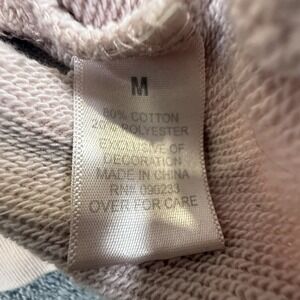 M
80% COTTON
20% POLYESTER
EXCLUSIVE OF
DECORATION
MADE IN CHINA
RN# 096233
OVER FOR CARE